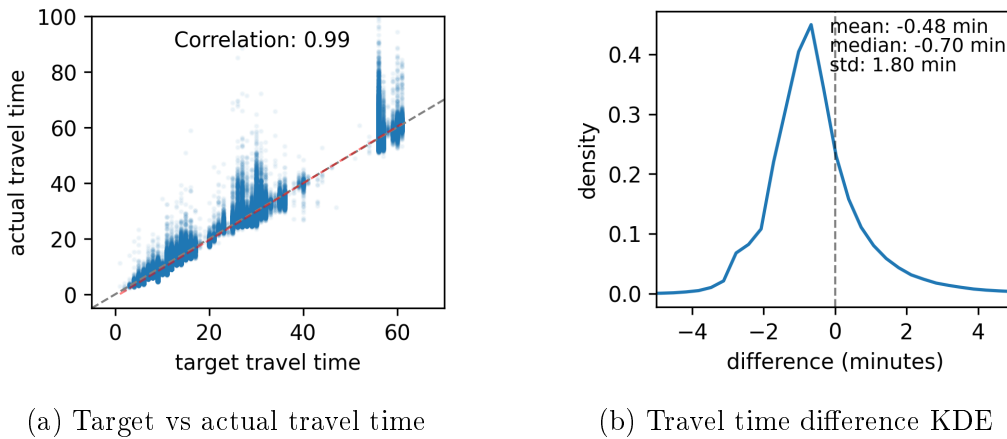 Correlation: 0.99
100
80
60
40
20
0
actual travel time
0 20 40 60
target travel time
(a) Target vs actual travel time
mean: -0.48 min
median: -0.70 min
std: 1.80 min
0.4
0.3
0.2
0.1
0.0
density
−4 −2 0 2 4
difference (minutes)
(b) Travel time difference KDE